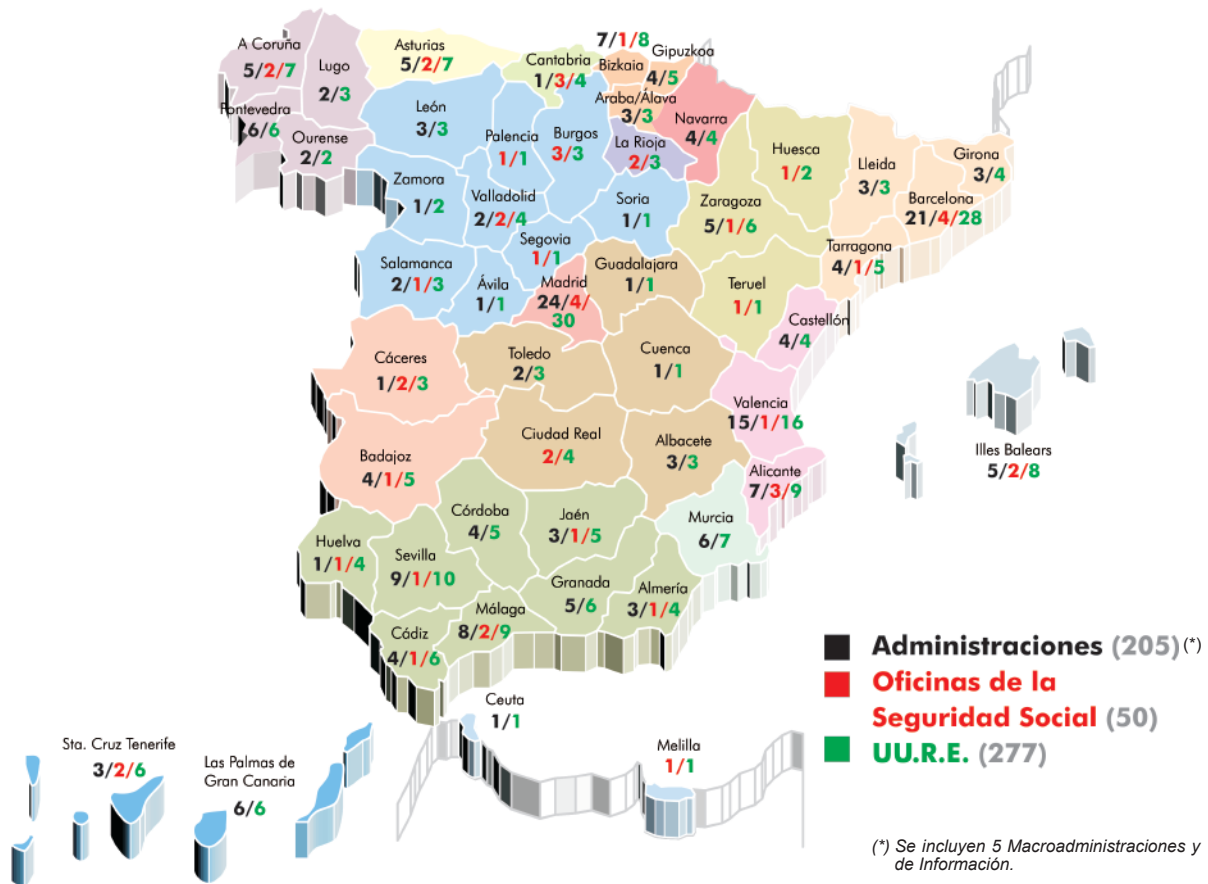 A Coruña
5/2/7
Lugo
2/3
Pontevedra
6/6
Ourense
2/2
Asturias
5/2/7
Cantabria
1/3/4
7/1/8
Bizkaia
Gipuzkoa
4/5
Araba/Álava
3/3
Navarra
4/4
La Rioja
2/3
León
3/3
Palencia
1/1
Burgos
3/3
Zamora
1/2
Valladolid
2/2/4
Soria
1/1
Segovia
1/1
Salamanca
2/1/3
Ávila
1/1
Madrid
24/4/
30
Guadalajara
1/1
Huesca
1/2
Zaragoza
5/1/6
Teruel
1/1
Lleida
3/3
Girona
3/4
Barcelona
21/4/28
Tarragona
4/1/5
Castellón
4/4
Cáceres
1/2/3
Toledo
2/3
Cuenca
1/1
Valencia
15/1/16
Badajoz
4/1/5
Ciudad Real
2/4
Albacete
3/3
Alicante
7/3/9
Illes Balears
5/2/8
Murcia
6/7
Córdoba
4/5
Jaén
3/1/5
Huelva
1/1/4
Sevilla
9/1/10
Granada
5/6
Almería
3/1/4
Málaga
8/2/9
Cádiz
4/1/6
Ceuta
1/1
Melilla
1/1
Sta. Cruz Tenerife
3/2/6
Las Palmas de
Gran Canaria
6/6
Administraciones (205) (*)
Oficinas de la
Seguridad Social (50)
UU.R.E. (277)
(*) Se incluyen 5 Macroadministraciones y
de Información.